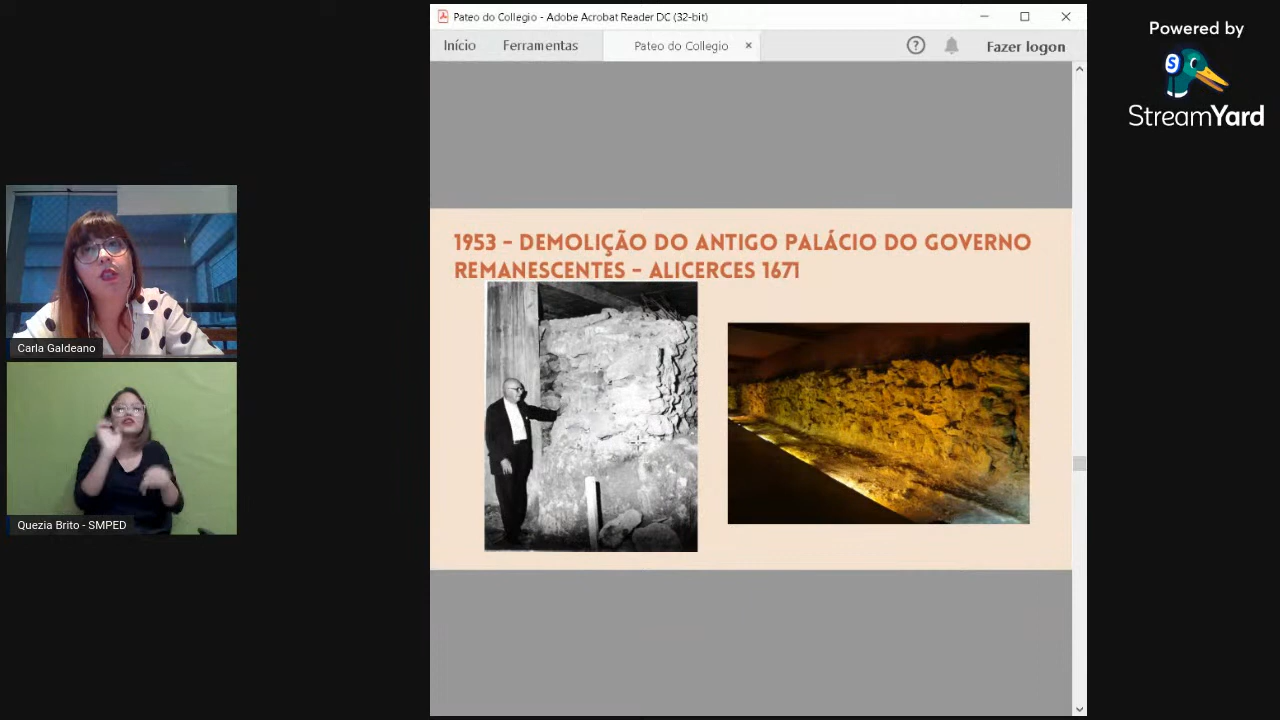 Pateo do Collegio - Adobe Acrobat Reader DC (32-bit)
Início Ferramentas Pateo do Collegio × ? Fazer logon
Powered by
S
StreamYard
1953 - DEMOLIÇÃO DO ANTIGO PALÁCIO DO GOVERNO
REMANESCENTES - ALICERCES 1671
Carla Galdeano
Quezia Brito - SMPED